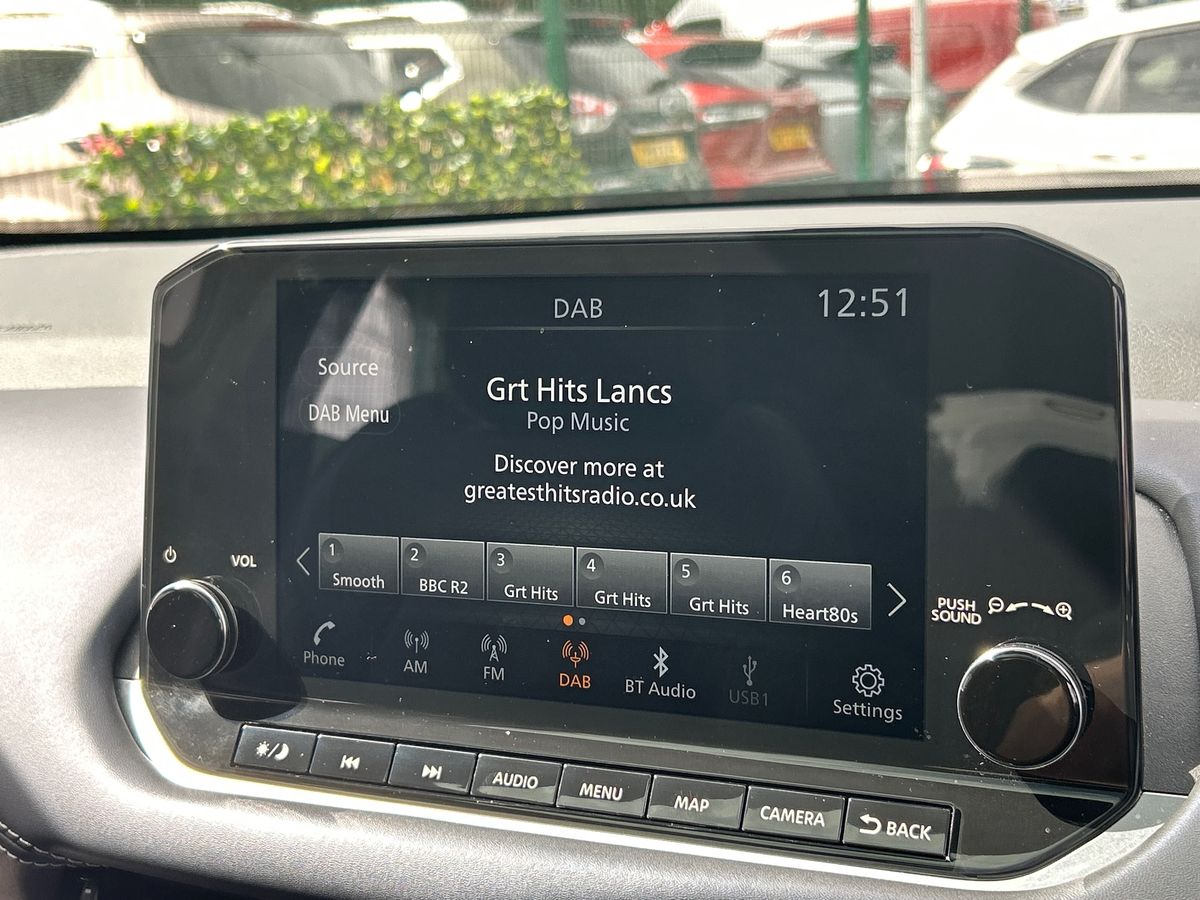 DAB
12:51
Source
DAB Menu
Grt Hits Lancs
Pop Music
Discover more at
greatesthitsradio.co.uk
1
Smooth
2
BBC R2
3
Grt Hits
4
Grt Hits
5
Grt Hits
6
Heart80s
VOL
PUSH
SOUND
Phone
AM
FM
DAB
BT Audio
USB1
Settings
AUDIO
MENU
MAP
CAMERA
BACK